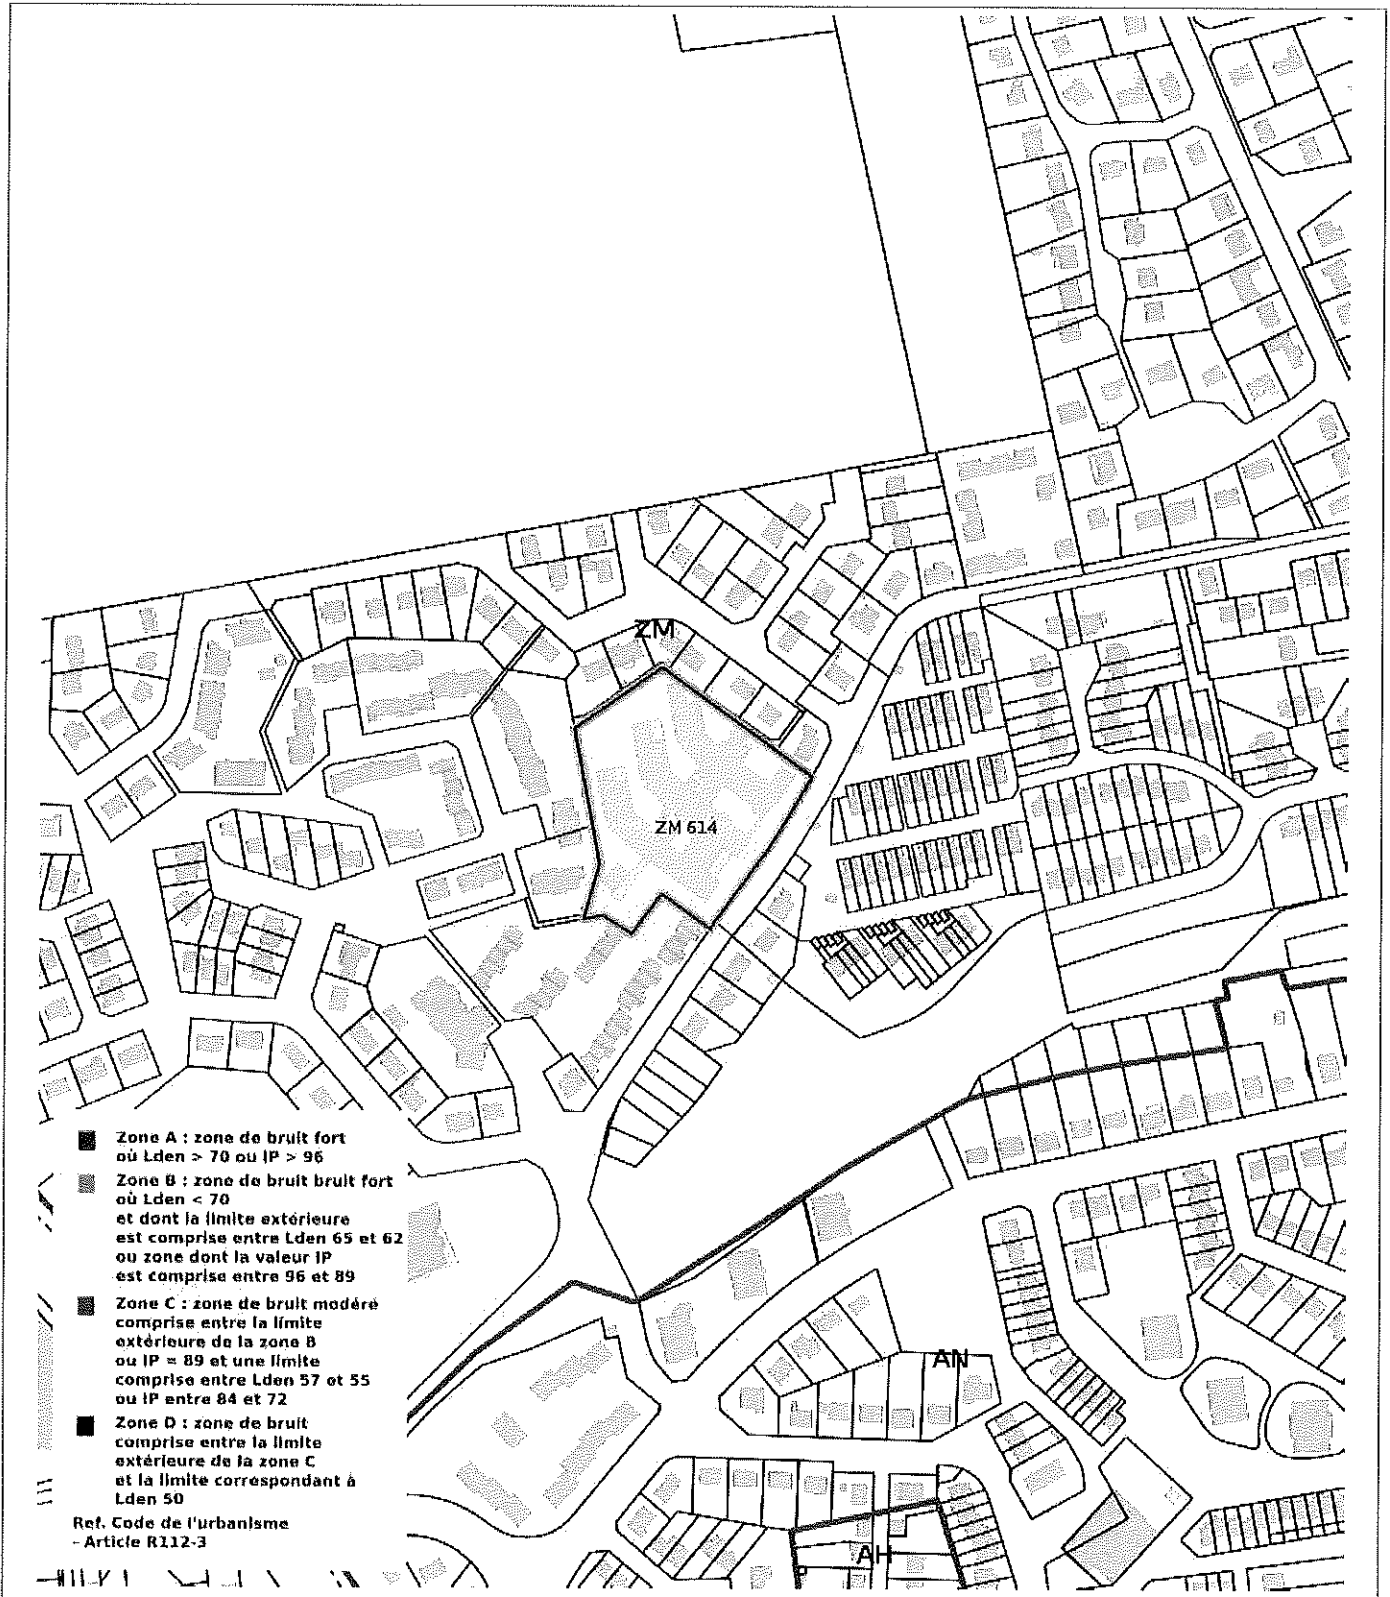 ZM
ZM 614
Zone A : zone de bruit fort
où Lden > 70 ou IP > 96
Zone B : zone de bruit bruit fort
où Lden < 70
et dont la limite extérieure
est comprise entre Lden 65 et 62
ou zone dont la valeur IP
est comprise entre 96 et 89
Zone C : zone de bruit modéré
comprise entre la limite
extérieure de la zone B
ou IP = 89 et une limite
comprise entre Lden 57 et 55
ou IP entre 84 et 72
AN
Zone D : zone de bruit
comprise entre la limite
extérieure de la zone C
et la limite correspondant à
Lden 50
Ref. Code de l'urbanisme
- Article R112-3
AH